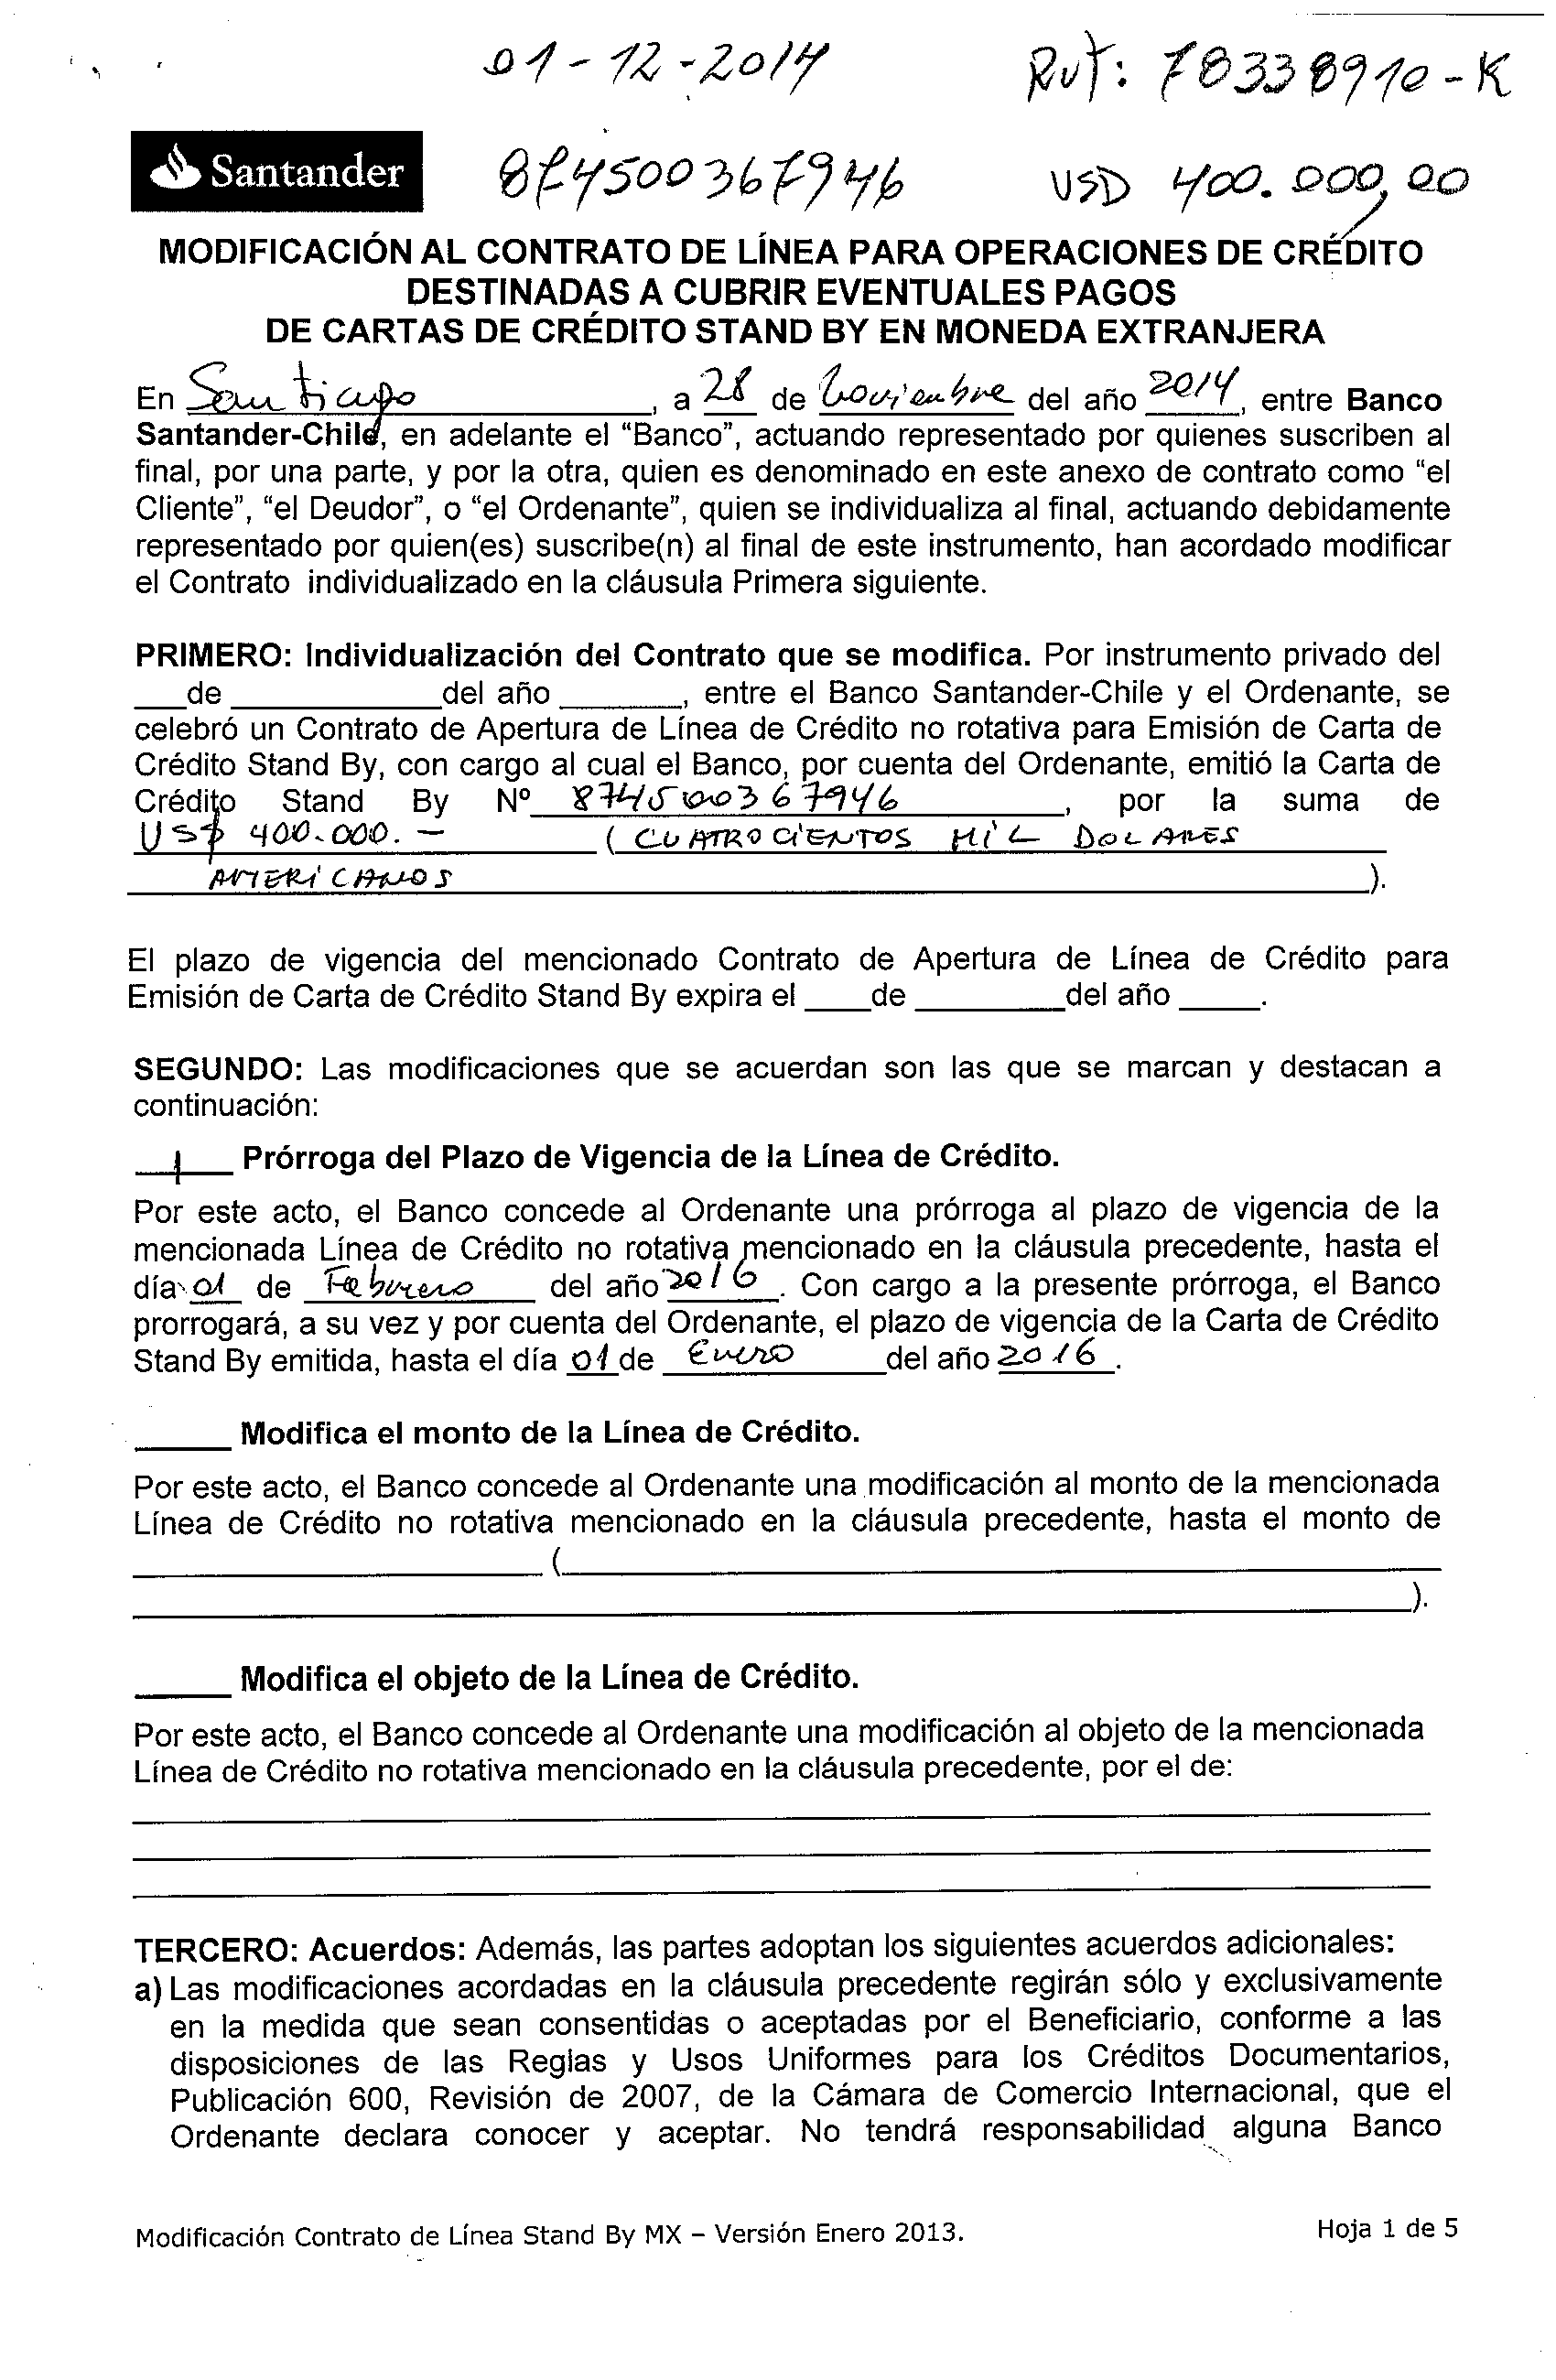 01-12-2014 Rut: 78338910-K
Santander 874500367946 USD 400.000,00
MODIFICACIÓN AL CONTRATO DE LÍNEA PARA OPERACIONES DE CRÉDITO
DESTINADAS A CUBRIR EVENTUALES PAGOS
DE CARTAS DE CRÉDITO STAND BY EN MONEDA EXTRANJERA
En Santiago, a 28 de Noviembre del año 2014, entre Banco
Santander-Chile, en adelante el “Banco”, actuando representado por quienes suscriben al
final, por una parte, y por la otra, quien es denominado en este anexo de contrato como “el
Cliente”, “el Deudor”, o “el Ordenante”, quien se individualiza al final, actuando debidamente
representado por quien(es) suscribe(n) al final de este instrumento, han acordado modificar
el Contrato individualizado en la cláusula Primera siguiente.
PRIMERO: Individualización del Contrato que se modifica. Por instrumento privado del
___de ____________del año _______, entre el Banco Santander-Chile y el Ordenante, se
celebró un Contrato de Apertura de Línea de Crédito no rotativa para Emisión de Carta de
Crédito Stand By, con cargo al cual el Banco, por cuenta del Ordenante, emitió la Carta de
Crédito Stand By Nº 874500367946, por la suma de
US$ 400.000.— (CUATROCIENTOS MIL DOLARES
AMERICANOS).
El plazo de vigencia del mencionado Contrato de Apertura de Línea de Crédito para
Emisión de Carta de Crédito Stand By expira el ____de _________del año _____.
SEGUNDO: Las modificaciones que se acuerdan son las que se marcan y destacan a
continuación:
__|___ Prórroga del Plazo de Vigencia de la Línea de Crédito.
Por este acto, el Banco concede al Ordenante una prórroga al plazo de vigencia de la
mencionada Línea de Crédito no rotativa mencionado en la cláusula precedente, hasta el
día 01 de Febrero del año 2016. Con cargo a la presente prórroga, el Banco
prorrogará, a su vez y por cuenta del Ordenante, el plazo de vigencia de la Carta de Crédito
Stand By emitida, hasta el día 01 de Enero del año 2016.
______ Modifica el monto de la Línea de Crédito.
Por este acto, el Banco concede al Ordenante una modificación al monto de la mencionada
Línea de Crédito no rotativa mencionado en la cláusula precedente, hasta el monto de
_________________________ (______________________________
______________________________).
______ Modifica el objeto de la Línea de Crédito.
Por este acto, el Banco concede al Ordenante una modificación al objeto de la mencionada
Línea de Crédito no rotativa mencionado en la cláusula precedente, por el de:
TERCERO: Acuerdos: Además, las partes adoptan los siguientes acuerdos adicionales:
a) Las modificaciones acordadas en la cláusula precedente regirán sólo y exclusivamente
en la medida que sean consentidas o aceptadas por el Beneficiario, conforme a las
disposiciones de las Reglas y Usos Uniformes para los Créditos Documentarios,
Publicación 600, Revisión de 2007, de la Cámara de Comercio Internacional, que el
Ordenante declara conocer y aceptar. No tendrá responsabilidad alguna Banco
Modificación Contrato de Línea Stand By MX – Versión Enero 2013. Hoja 1 de 5